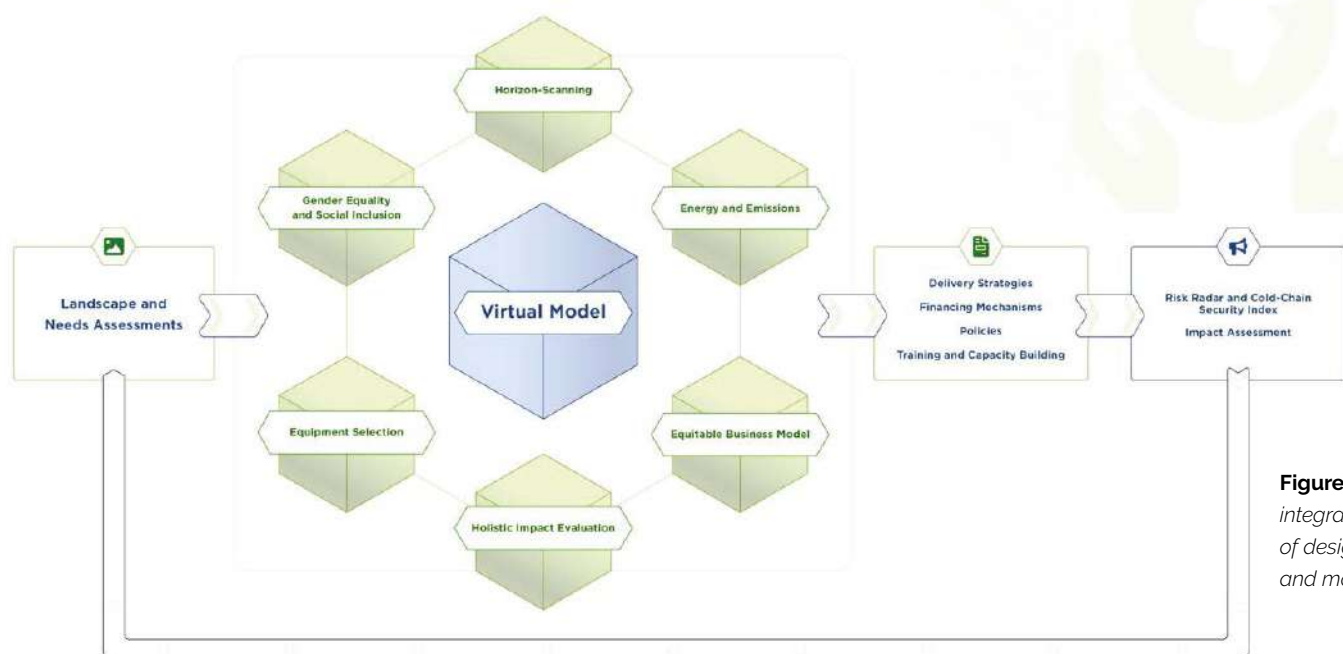 Horizon-Scanning
Gender Equality
and Social Inclusion
Energy and Emissions
Landscape and
Needs Assessments
Virtual Model
Delivery Strategies
Financing Mechanisms
Policies
Training and Capacity Building
Risk Radar and Cold-Chain
Security Index
Impact Assessment
Equipment Selection
Equitable Business Model
Holistic Impact Evaluation
Figure
integra
of desig
and mo